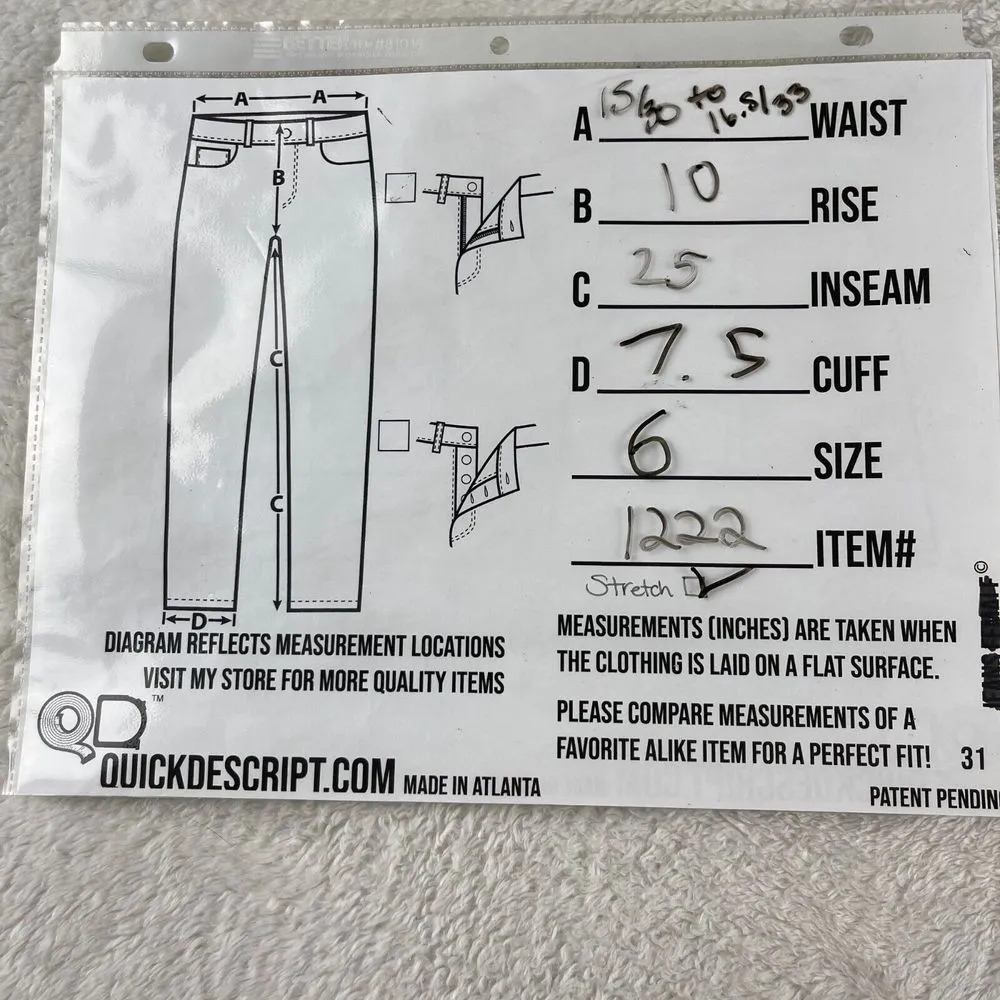 A A
B
C
C
D
A 15/30 to 16.5/33 WAIST
B 10 RISE
C 25 INSEAM
D 7.5 CUFF
6 SIZE
1222 ITEM#
Stretch
DIAGRAM REFLECTS MEASUREMENT LOCATIONS
VISIT MY STORE FOR MORE QUALITY ITEMS
QD™
QUICKDESCRIPT.COM MADE IN ATLANTA
MEASUREMENTS (INCHES) ARE TAKEN WHEN
THE CLOTHING IS LAID ON A FLAT SURFACE.
PLEASE COMPARE MEASUREMENTS OF A
FAVORITE ALIKE ITEM FOR A PERFECT FIT! 31
PATENT PENDIN
©